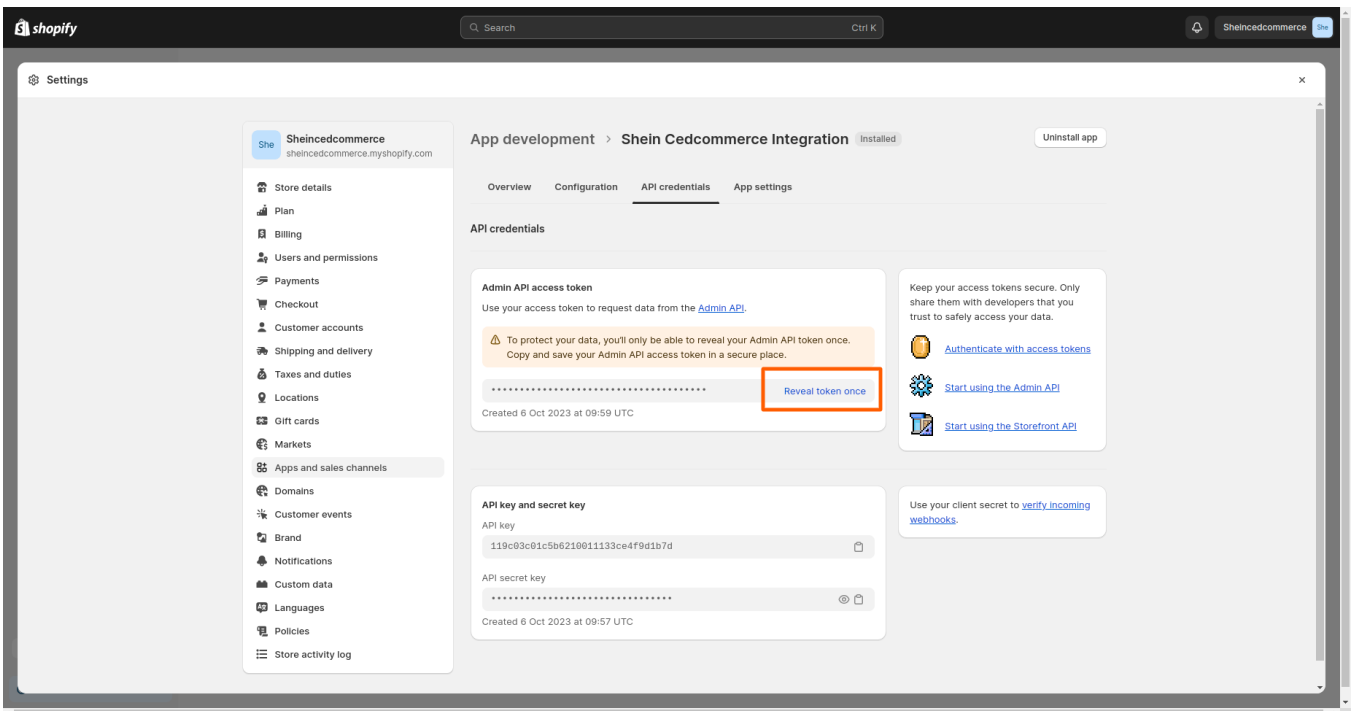 shopify
Search Ctrl K
Sheincedcommerce She
Settings
She Sheincedcommerce
sheincedcommerce.myshopify.com
Store details
Plan
Billing
Users and permissions
Payments
Checkout
Customer accounts
Shipping and delivery
Taxes and duties
Locations
Gift cards
Markets
Apps and sales channels
Domains
Customer events
Brand
Notifications
Custom data
Languages
Policies
Store activity log
App development > Shein Cedcommerce Integration Installed
Uninstall app
Overview Configuration API credentials App settings
API credentials
Admin API access token
Use your access token to request data from the Admin API.
To protect your data, you'll only be able to reveal your Admin API token once.
Copy and save your Admin API access token in a secure place.
Reveal token once
Created 6 Oct 2023 at 09:59 UTC
Keep your access tokens secure. Only
share them with developers that you
trust to safely access your data.
Authenticate with access tokens
Start using the Admin API
Start using the Storefront API
API key and secret key
API key
119c03c01c5b6210011133ce4f9d1b7d
API secret key
Created 6 Oct 2023 at 09:57 UTC
Use your client secret to verify incoming
webhooks.